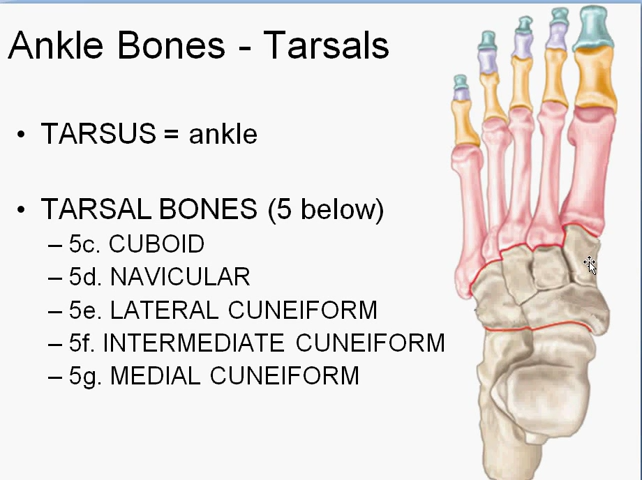 Ankle Bones - Tarsals
• TARSUS = ankle
• TARSAL BONES (5 below)
– 5c. CUBOID
– 5d. NAVICULAR
– 5e. LATERAL CUNEIFORM
– 5f. INTERMEDIATE CUNEIFORM
– 5g. MEDIAL CUNEIFORM